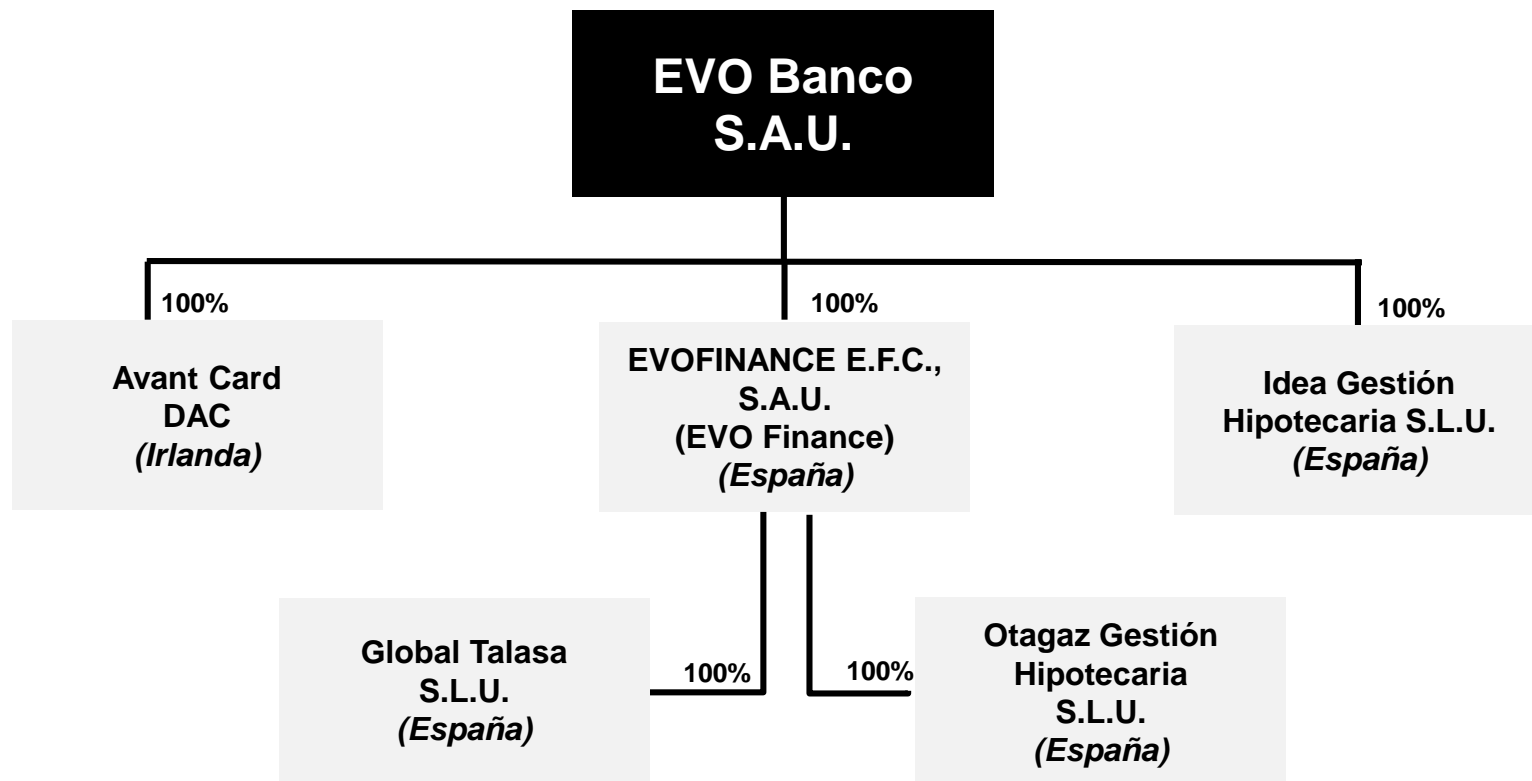 EVO Banco
S.A.U.
100%
100%
100%
Avant Card
DAC
(Irlanda)
EVOFINANCE E.F.C.,
S.A.U.
(EVO Finance)
(España)
Idea Gestión
Hipotecaria S.L.U.
(España)
Global Talasa
S.L.U.
(España)
100%
100%
Otagaz Gestión
Hipotecaria
S.L.U.
(España)